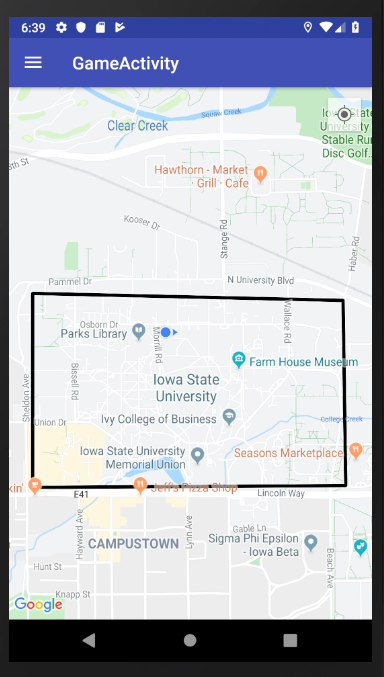 6:39
GameActivity
Squaw Creek
Clear Creek
Iowa State
University
Stable Run
Disc Golf...
6th St
Hawthorn - Market
- Grill - Cafe
Kooser Dr
Stange Rd
Haber Rd
Pammel Dr
N University Blvd
Osborn Dr
Parks Library
Morrill Rd
Wallace Rd
Farm House Museum
Bissell Rd
Iowa State
University
Sheldon Ave
Ivy College of Business
College Creek
Union Dr
Iowa State University
Memorial Union
Seasons Marketplace
kin'
Jeff's Pizza Shop
E41
Lincoln Way
Hayward Ave
Lynn Ave
Gable Ln
CAMPUSTOWN
Sigma Phi Epsilon
- Iowa Beta
Beach Ave
Hunt St
Knapp St
Google